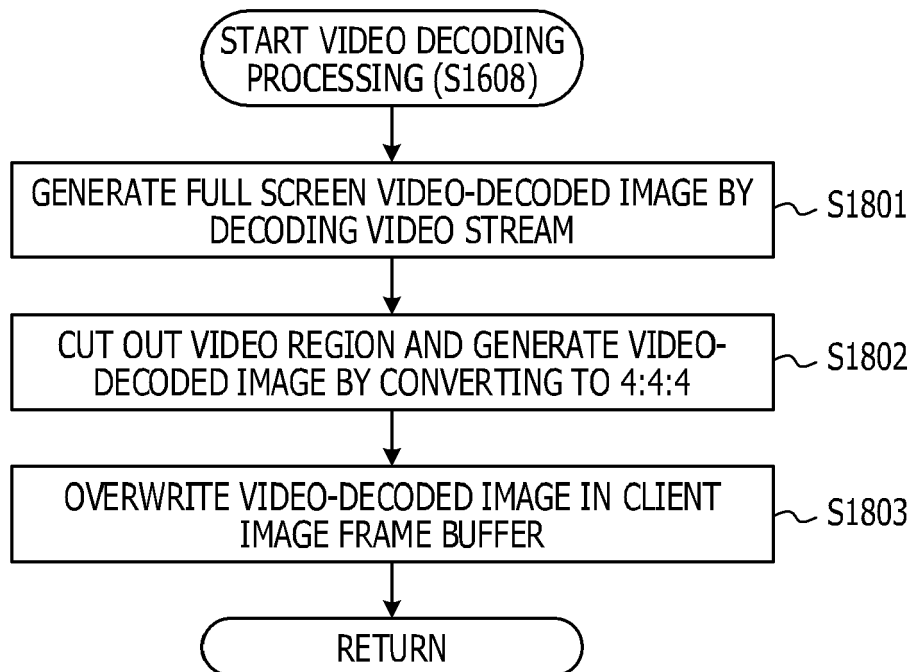 START VIDEO DECODING
PROCESSING (S1608)
GENERATE FULL SCREEN VIDEO-DECODED IMAGE BY
DECODING VIDEO STREAM
S1801
CUT OUT VIDEO REGION AND GENERATE VIDEO-
DECODED IMAGE BY CONVERTING TO 4:4:4
S1802
OVERWRITE VIDEO-DECODED IMAGE IN CLIENT
IMAGE FRAME BUFFER
S1803
RETURN